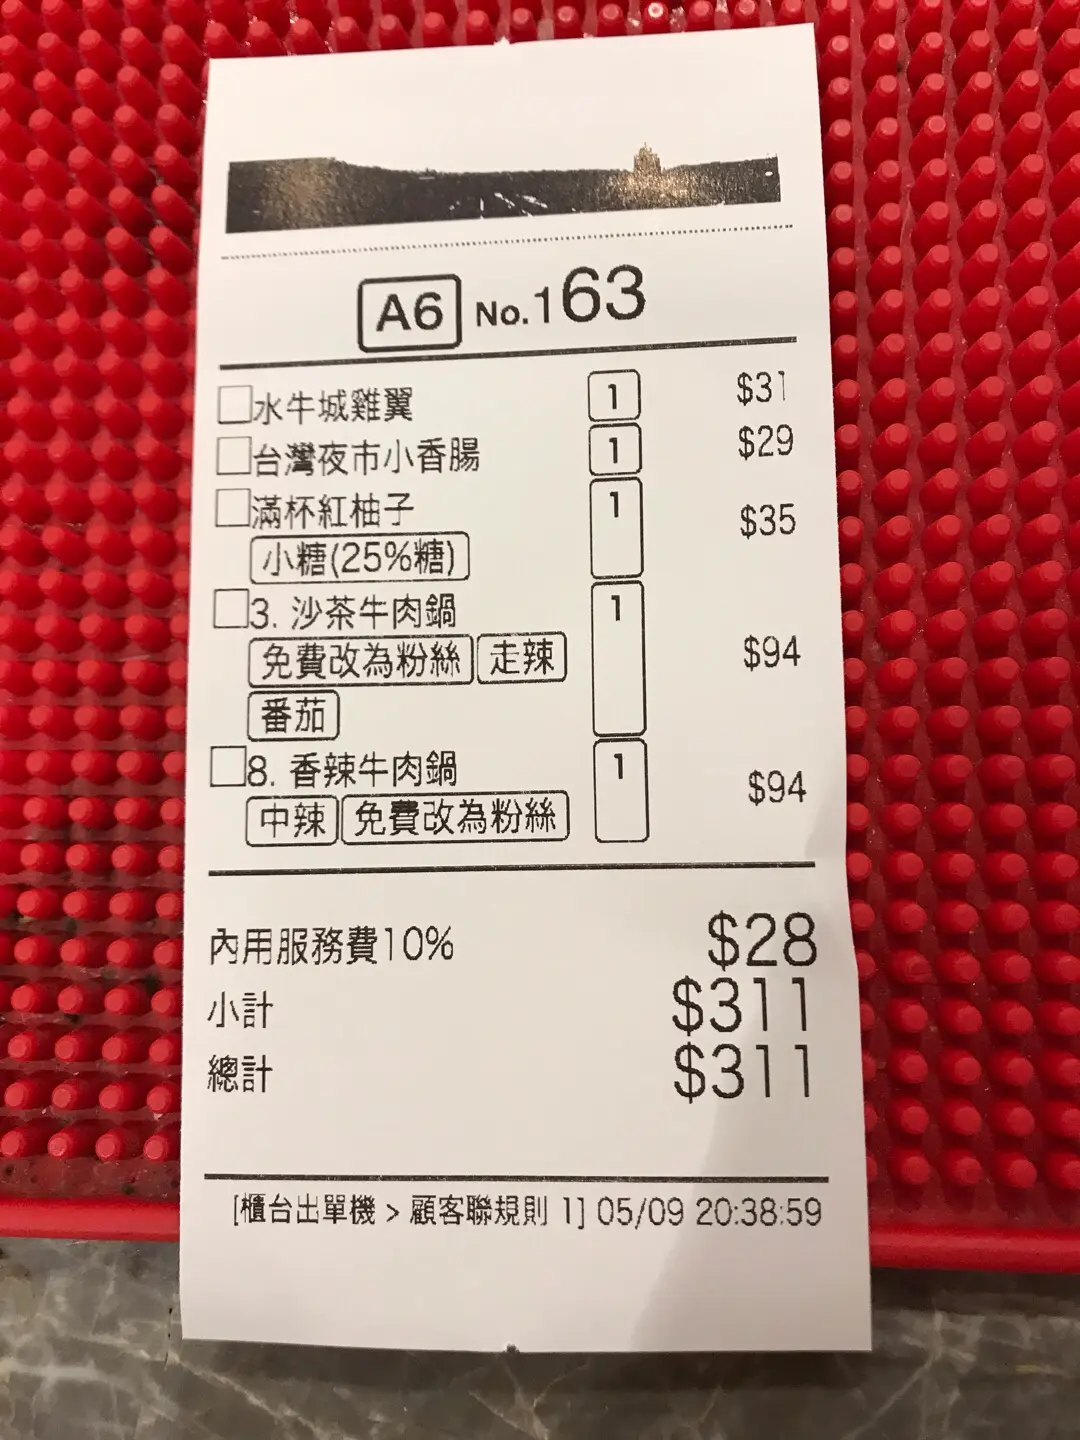 A6 No.163
水牛城雞翼 1 $31
台灣夜市小香腸 1 $29
滿杯紅柚子 1 $35
小糖(25%糖)
3. 沙茶牛肉鍋 1 $94
免費改為粉絲 走辣
番茄
8. 香辣牛肉鍋 1 $94
中辣 免費改為粉絲
內用服務費10% $28
小計 $311
總計 $311
[櫃台出單機 > 顧客聯規則 1] 05/09 20:38:59